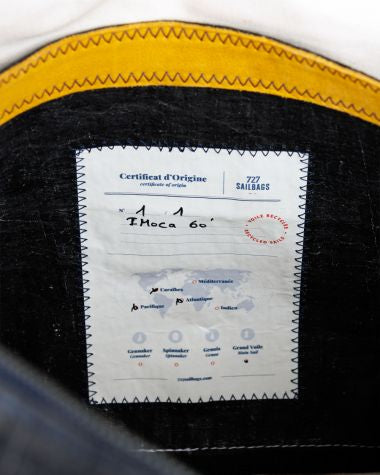 Certificat d'Origine
certificate of origin
727
SAILBAGS
N° 1 1
IMOCA 60'
VOILE RECYCLÉE
RECYCLED SAILS
Méditerranée
Caraïbes
Atlantique
Pacifique
Indien
Gennaker
Gennaker
Spinnaker
Spinnaker
Genois
Genoa
Grand Voile
Main Sail
727sailbags.com